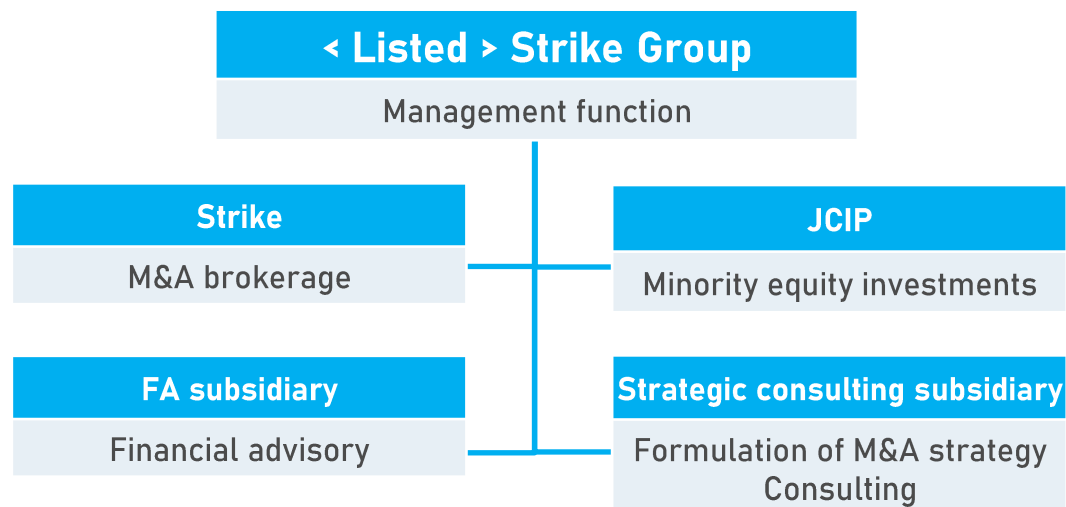 < Listed > Strike Group
Management function
Strike
M&A brokerage
JCIP
Minority equity investments
FA subsidiary
Financial advisory
Strategic consulting subsidiary
Formulation of M&A strategy
Consulting